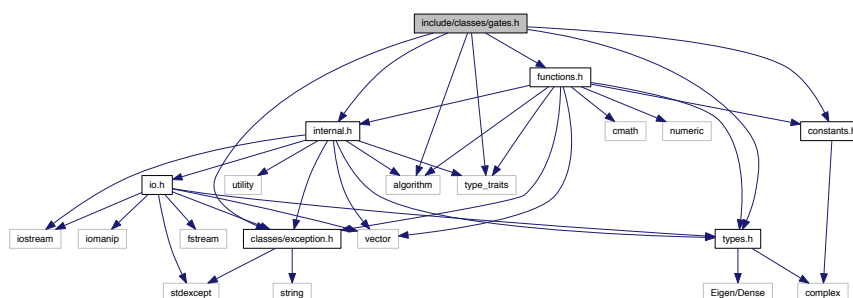 include/classes/gates.h
functions.h
internal.h
cmath
numeric
constants.h
io.h
utility
algorithm
type_traits
iostream
iomanip
fstream
classes/exception.h
vector
types.h
stdexcept
string
Eigen/Dense
complex